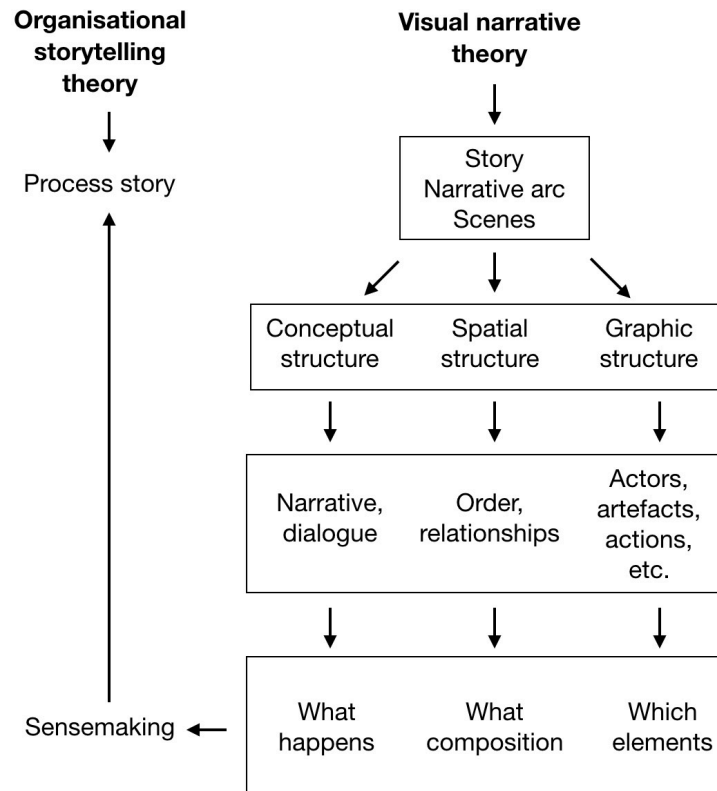 Organisational
storytelling
theory
Process story
Sensemaking
Visual narrative
theory
Story
Narrative arc
Scenes
Conceptual
structure
Spatial
structure
Graphic
structure
Narrative,
dialogue
Order,
relationships
Actors,
artefacts,
actions,
etc.
What
happens
What
composition
Which
elements